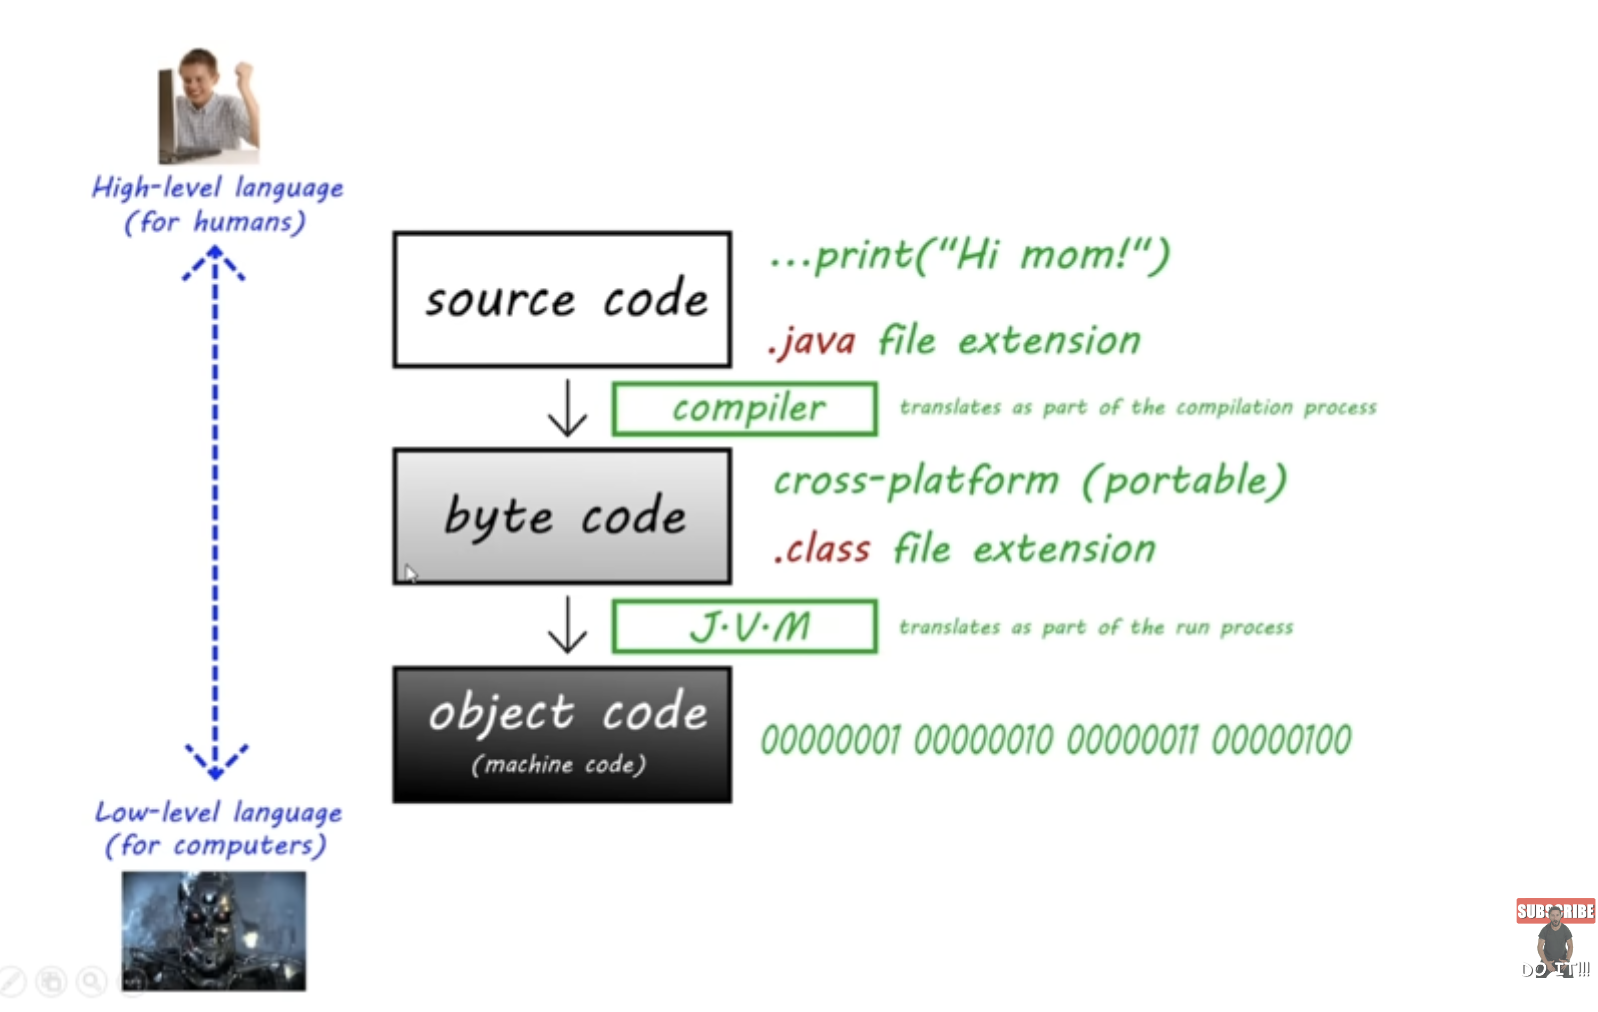 High-level language
(for humans)
source code
...print("Hi mom!")
.java file extension
compiler
translates as part of the compilation process
byte code
cross-platform (portable)
.class file extension
J.V.M
translates as part of the run process
object code
(machine code)
00000001 00000010 00000011 00000100
Low-level language
(for computers)
SUBSCRIBE
DO IT!!!